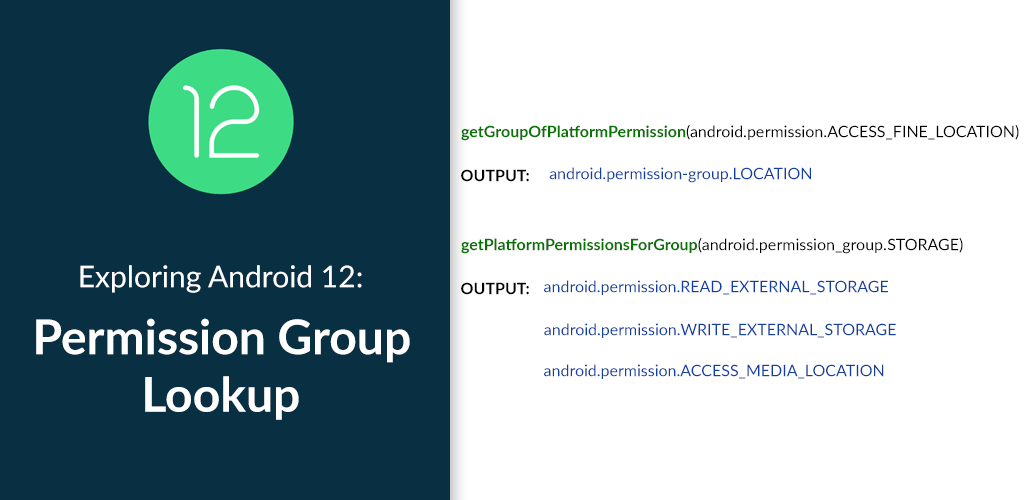 12
Exploring Android 12:
Permission Group
Lookup
getGroupOfPlatformPermission(android.permission.ACCESS_FINE_LOCATION)
OUTPUT: android.permission-group.LOCATION
getPlatformPermissionsForGroup(android.permission_group.STORAGE)
OUTPUT: android.permission.READ_EXTERNAL_STORAGE
android.permission.WRITE_EXTERNAL_STORAGE
android.permission.ACCESS_MEDIA_LOCATION